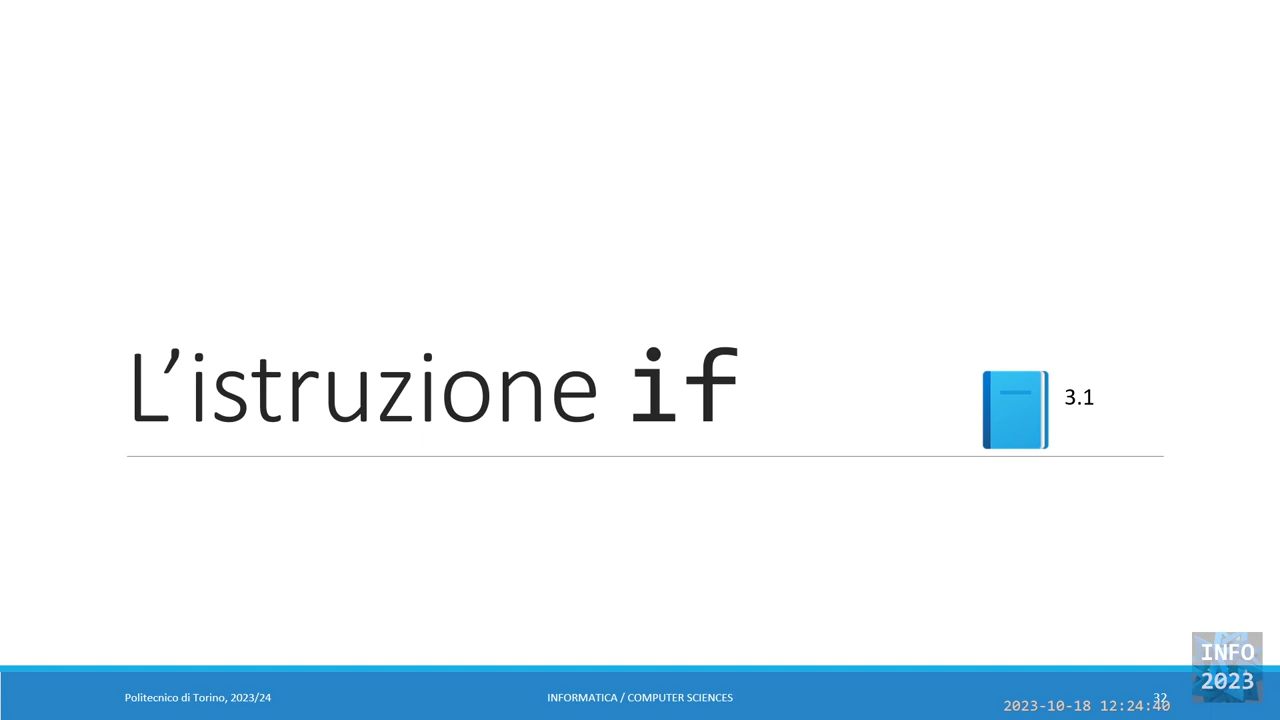 L’istruzione if
3.1
Politecnico di Torino, 2023/24
INFORMATICA / COMPUTER SCIENCES
32
2023-10-18 12:24:40
INFO
2023